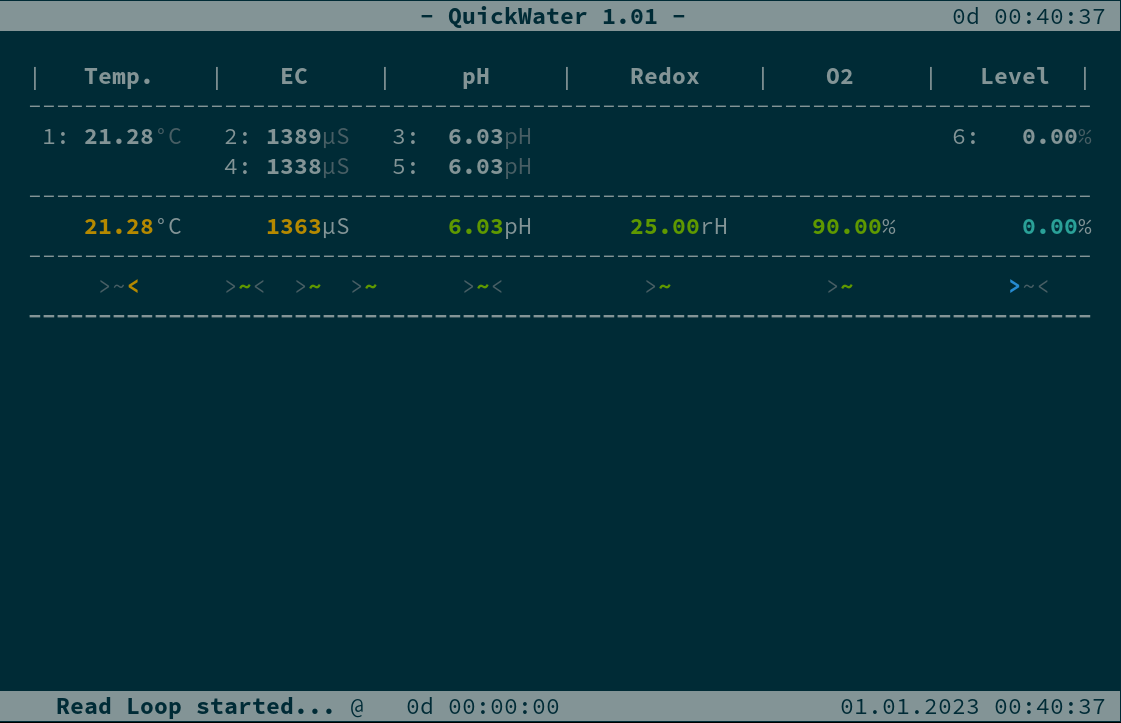 - QuickWater 1.01 - 0d 00:40:37
| Temp. | EC | pH | Redox | O2 | Level |
----------------------------------------------------------------------------
1: 21.28°C 2: 1389µS 3: 6.03pH 6: 0.00%
4: 1338µS 5: 6.03pH
----------------------------------------------------------------------------
21.28°C 1363µS 6.03pH 25.00rH 90.00% 0.00%
----------------------------------------------------------------------------
>~< >~< >~ >~ >~< >~ >~ >~<
----------------------------------------------------------------------------
Read Loop started... @ 0d 00:00:00 01.01.2023 00:40:37